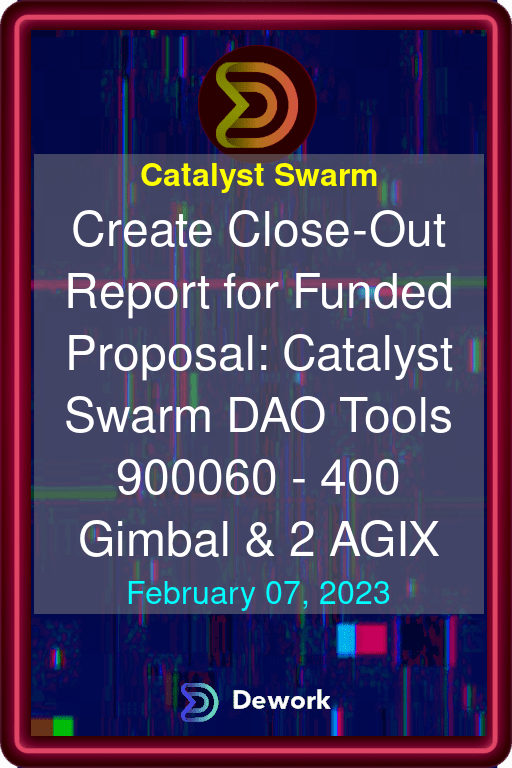 Catalyst Swarm
Create Close-Out
Report for Funded
Proposal: Catalyst
Swarm DAO Tools
900060 - 400
Gimbal & 2 AGIX
February 07, 2023
Dework